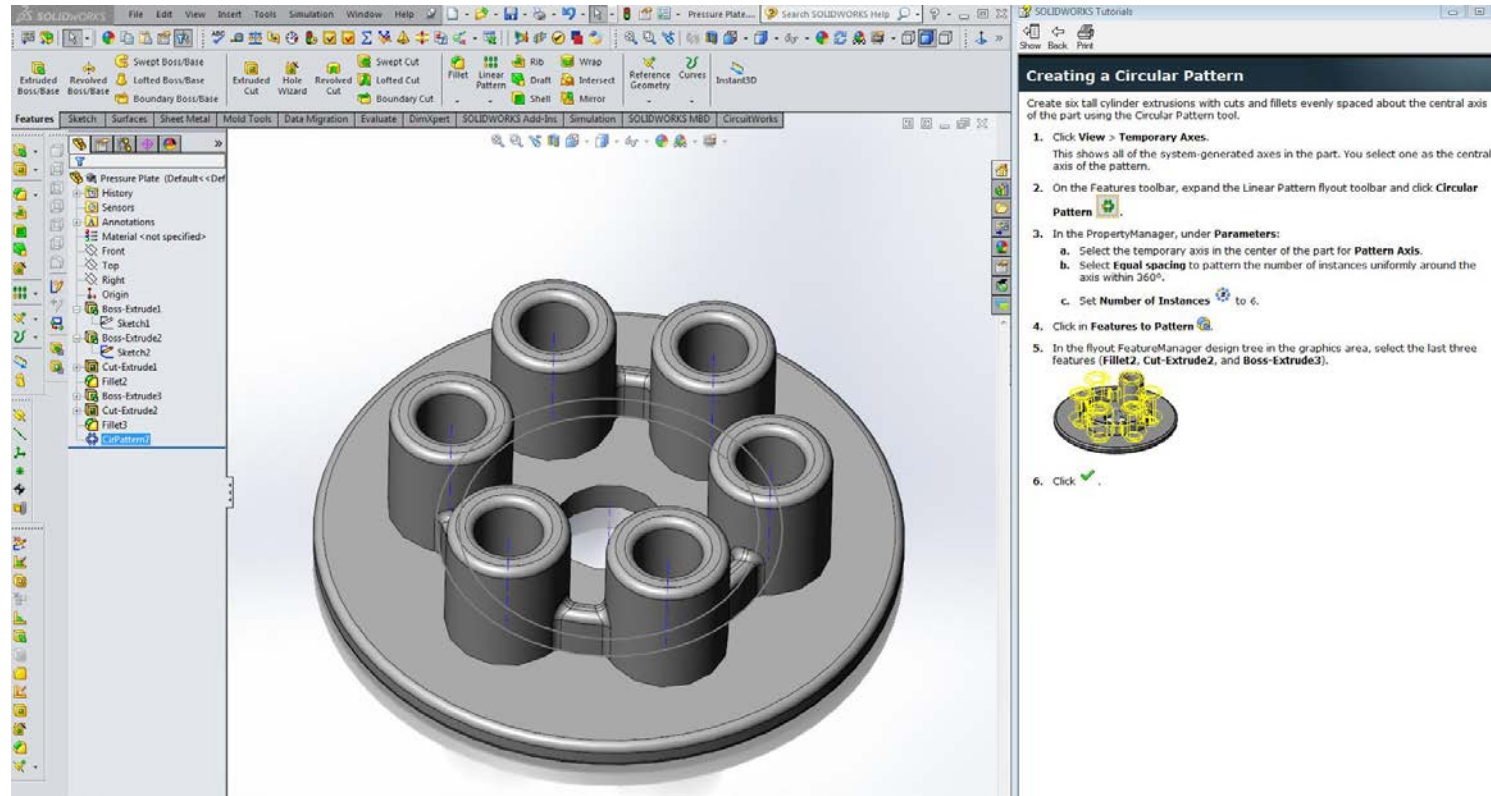 SOLIDWORKS File Edit View Insert Tools Simulation Window Help Pressure Plate.... Search SOLIDWORKS Help
Extruded Boss/Base
Revolved Boss/Base
Swept Boss/Base
Lofted Boss/Base
Boundary Boss/Base
Extruded Cut
Hole Wizard
Revolved Cut
Swept Cut
Lofted Cut
Boundary Cut
Fillet
Linear Pattern
Rib
Draft
Shell
Wrap
Intersect
Mirror
Reference Geometry
Curves
Instant3D
Features Sketch Surfaces Sheet Metal Mold Tools Data Migration Evaluate DimXpert SOLIDWORKS Add-Ins Simulation SOLIDWORKS MBD CircuitWorks
Pressure Plate (Default<<Def
History
Sensors
Annotations
Material <not specified>
Front
Top
Right
Origin
Boss-Extrude1
Sketch1
Boss-Extrude2
Sketch2
Cut-Extrude1
Fillet2
Boss-Extrude3
Cut-Extrude2
Fillet3
CirPattern2
SOLIDWORKS Tutorials
Show Back Print
Creating a Circular Pattern
Create six tall cylinder extrusions with cuts and fillets evenly spaced about the central axis
of the part using the Circular Pattern tool.
1. Click View > Temporary Axes.
This shows all of the system-generated axes in the part. You select one as the central
axis of the pattern.
2. On the Features toolbar, expand the Linear Pattern flyout toolbar and click Circular
Pattern .
3. In the PropertyManager, under Parameters:
a. Select the temporary axis in the center of the part for Pattern Axis.
b. Select Equal spacing to pattern the number of instances uniformly around the
axis within 360º.
c. Set Number of Instances to 6.
4. Click in Features to Pattern .
5. In the flyout FeatureManager design tree in the graphics area, select the last three
features (Fillet2, Cut-Extrude2, and Boss-Extrude3).
6. Click .